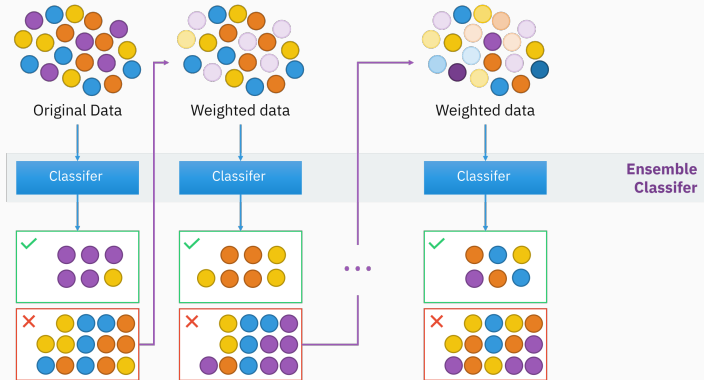 Original Data
Weighted data
Weighted data
Classifer
Classifer
Classifer
Ensemble
Classifer